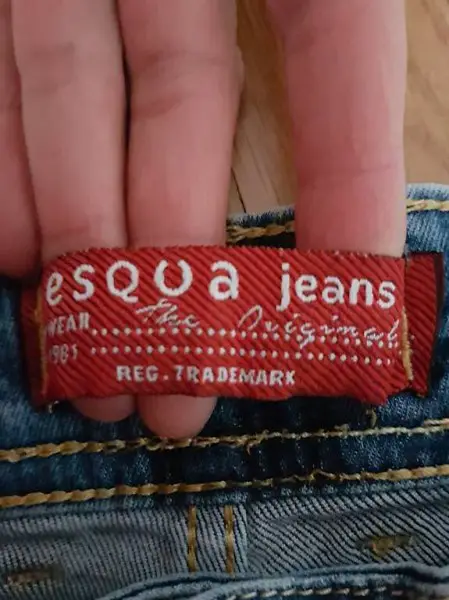 esQUa jeans
WEAR The Original
1981
REG. TRADEMARK